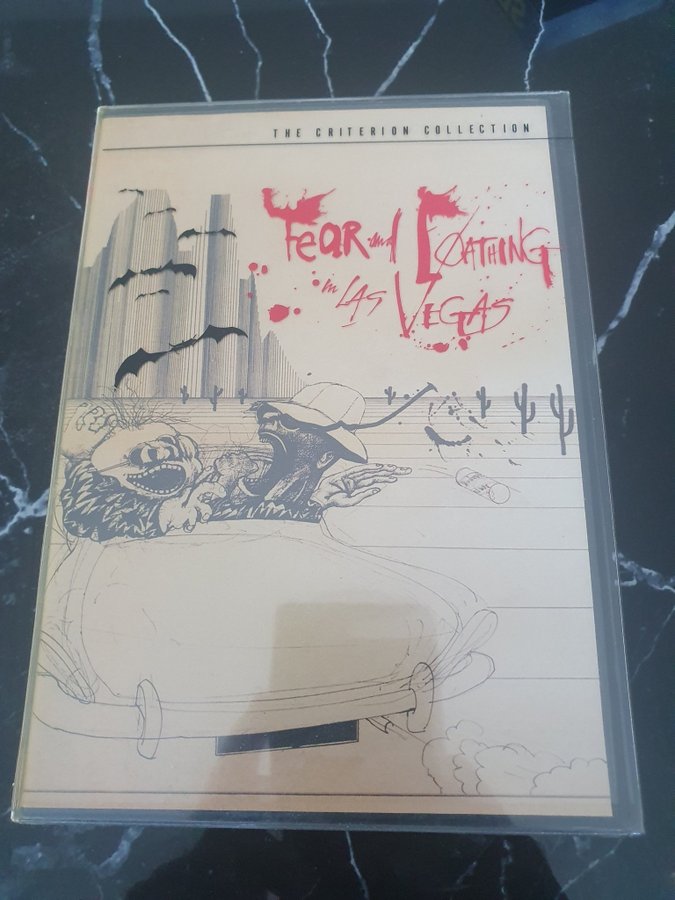 THE CRITERION COLLECTION
FEAR and LOATHING
in LAS VEGAS